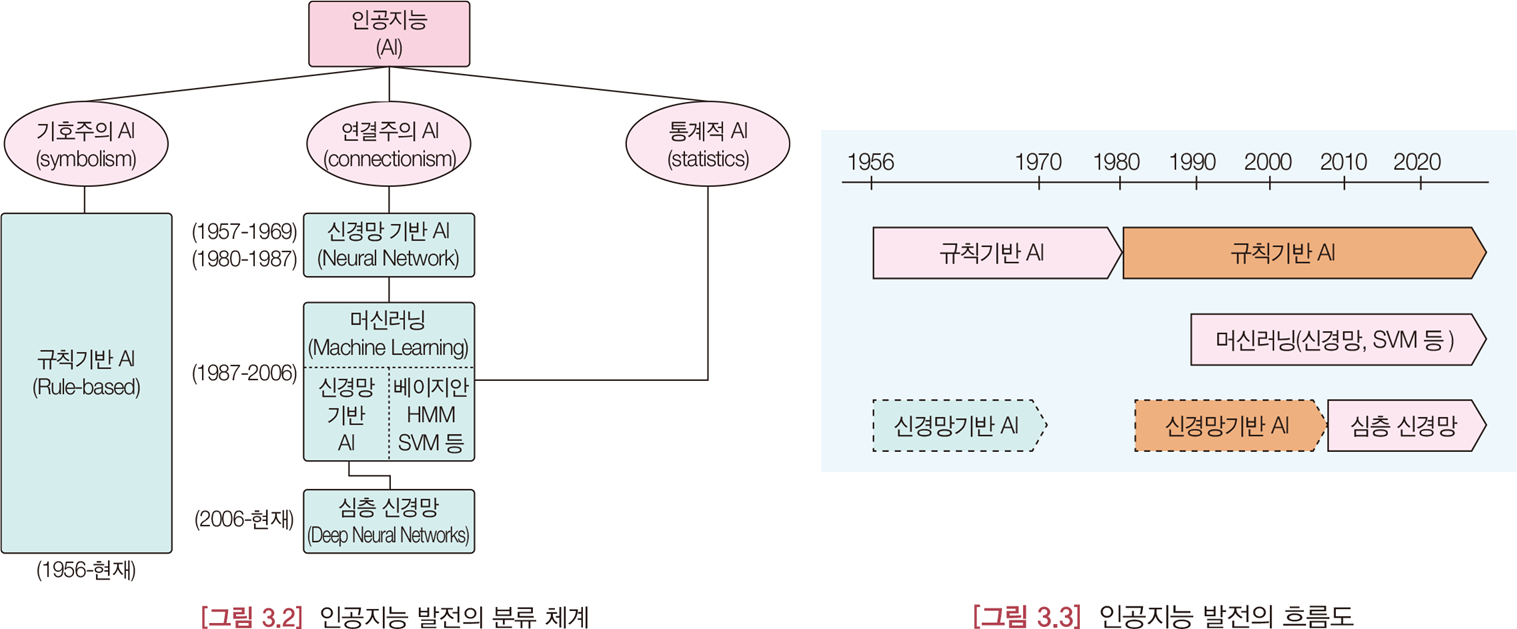 인공지능
(AI)
기호주의 AI
(symbolism)
연결주의 AI
(connectionism)
통계적 AI
(statistics)
규칙기반 AI
(Rule-based)
(1956-현재)
(1957-1969)
(1980-1987)
신경망 기반 AI
(Neural Network)
(1987-2006)
머신러닝
(Machine Learning)
신경망
기반
AI
베이지안
HMM
SVM 등
(2006-현재)
심층 신경망
(Deep Neural Networks)
[그림 3.2] 인공지능 발전의 분류 체계
1956 1970 1980 1990 2000 2010 2020
규칙기반 AI 규칙기반 AI
머신러닝(신경망, SVM 등 )
신경망기반 AI 신경망기반 AI 심층 신경망
[그림 3.3] 인공지능 발전의 흐름도